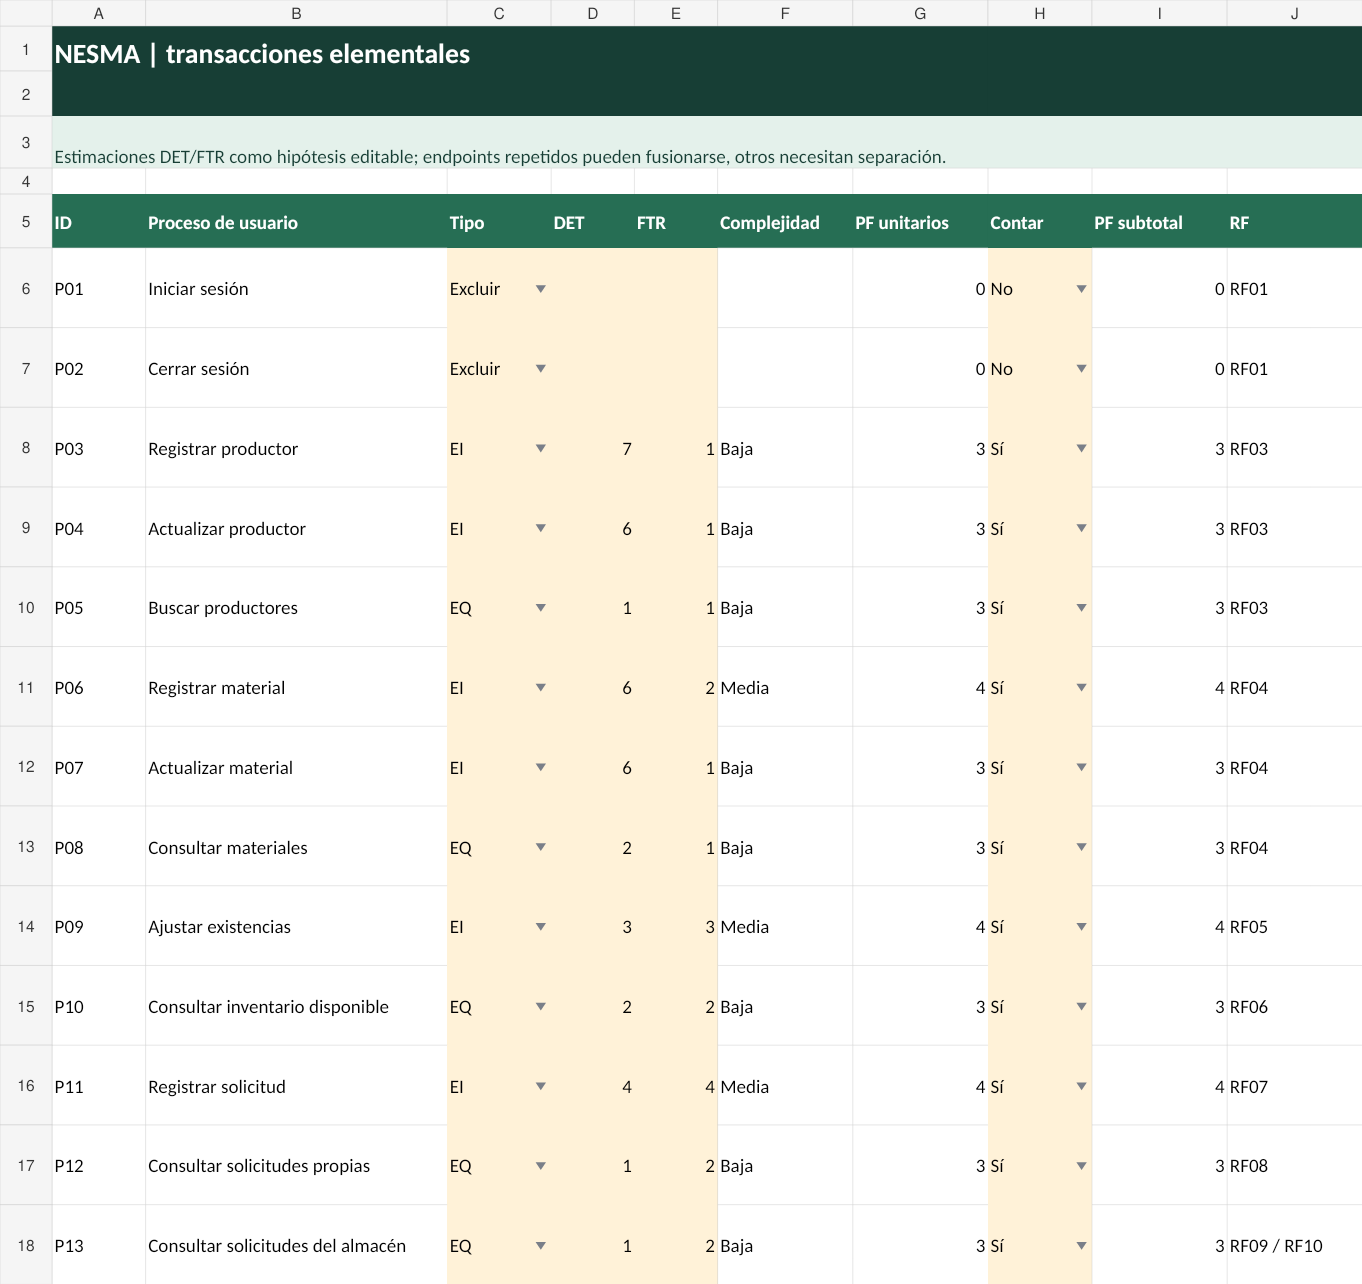 A B C D E F G H I J
1 NESMA | transacciones elementales
2
3 Estimaciones DET/FTR como hipótesis editable; endpoints repetidos pueden fusionarse, otros necesitan separación.
4
5 ID Proceso de usuario Tipo DET FTR Complejidad PF unitarios Contar PF subtotal RF
6 P01 Iniciar sesión Excluir 0 No 0 RF01
7 P02 Cerrar sesión Excluir 0 No 0 RF01
8 P03 Registrar productor EI 7 1 Baja 3 Sí 3 RF03
9 P04 Actualizar productor EI 6 1 Baja 3 Sí 3 RF03
10 P05 Buscar productores EQ 1 1 Baja 3 Sí 3 RF03
11 P06 Registrar material EI 6 2 Media 4 Sí 4 RF04
12 P07 Actualizar material EI 6 1 Baja 3 Sí 3 RF04
13 P08 Consultar materiales EQ 2 1 Baja 3 Sí 3 RF04
14 P09 Ajustar existencias EI 3 3 Media 4 Sí 4 RF05
15 P10 Consultar inventario disponible EQ 2 2 Baja 3 Sí 3 RF06
16 P11 Registrar solicitud EI 4 4 Media 4 Sí 4 RF07
17 P12 Consultar solicitudes propias EQ 1 2 Baja 3 Sí 3 RF08
18 P13 Consultar solicitudes del almacén EQ 1 2 Baja 3 Sí 3 RF09 / RF10